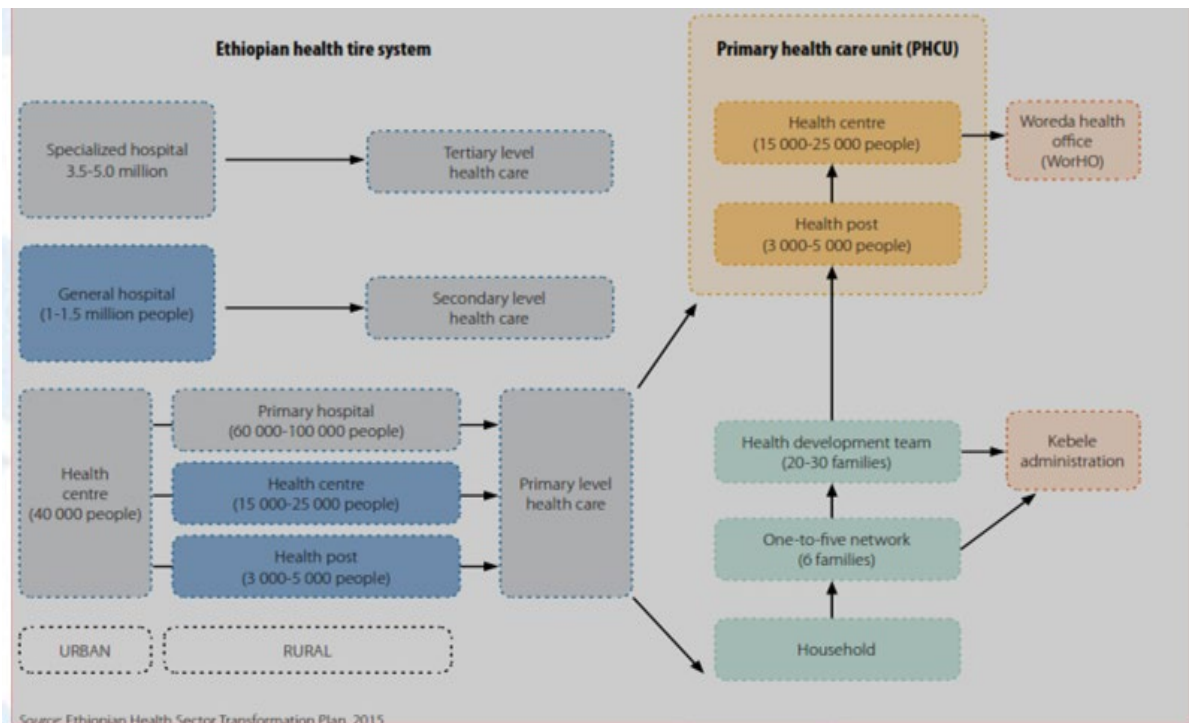 Ethiopian health tire system
Specialized hospital
3.5-5.0 million
Tertiary level
health care
General hospital
(1-1.5 million people)
Secondary level
health care
Health
centre
(40 000 people)
Primary hospital
(60 000-100 000 people)
Health centre
(15 000-25 000 people)
Health post
(3 000-5 000 people)
Primary level
health care
URBAN
RURAL
Primary health care unit (PHCU)
Health centre
(15 000-25 000 people)
Woreda health
office
(WorHO)
Health post
(3 000-5 000 people)
Health development team
(20-30 families)
Kebele
administration
One-to-five network
(6 families)
Household
Source: Ethiopian Health Sector Transformation Plan, 2015